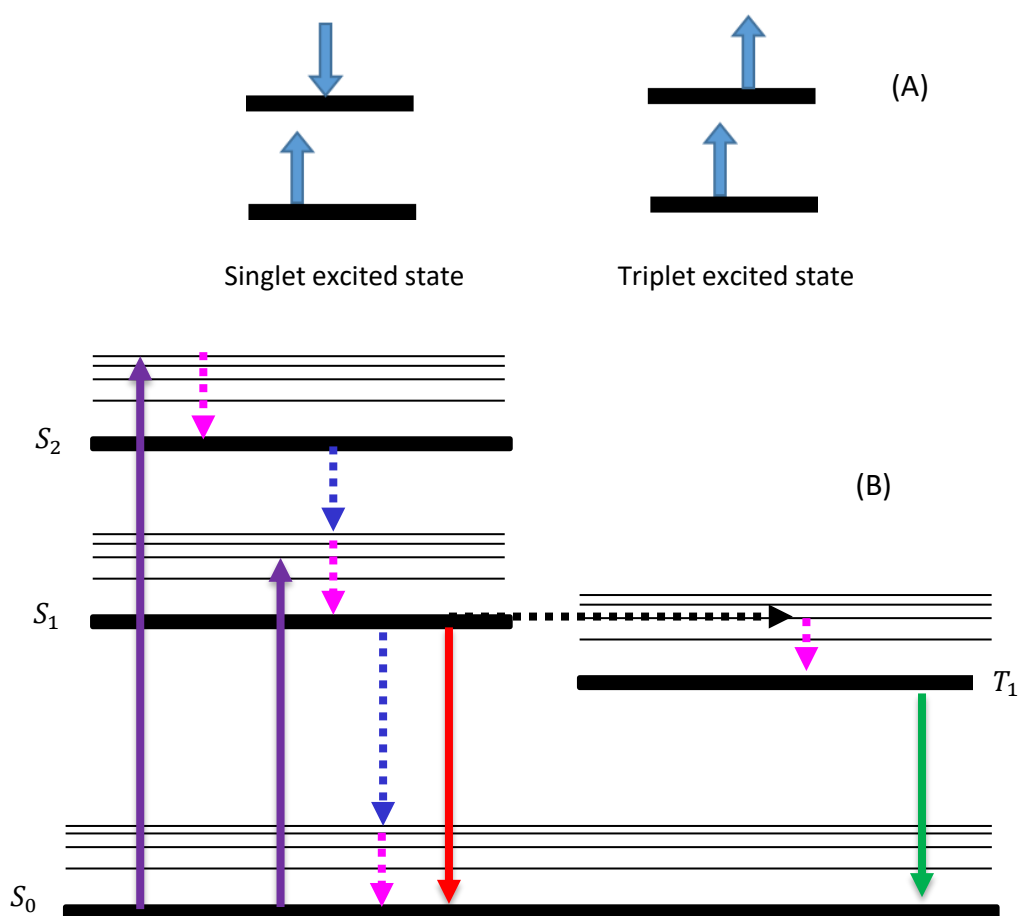 (A)
Singlet excited state Triplet excited state
S₂
(B)
S₁
T₁
S₀